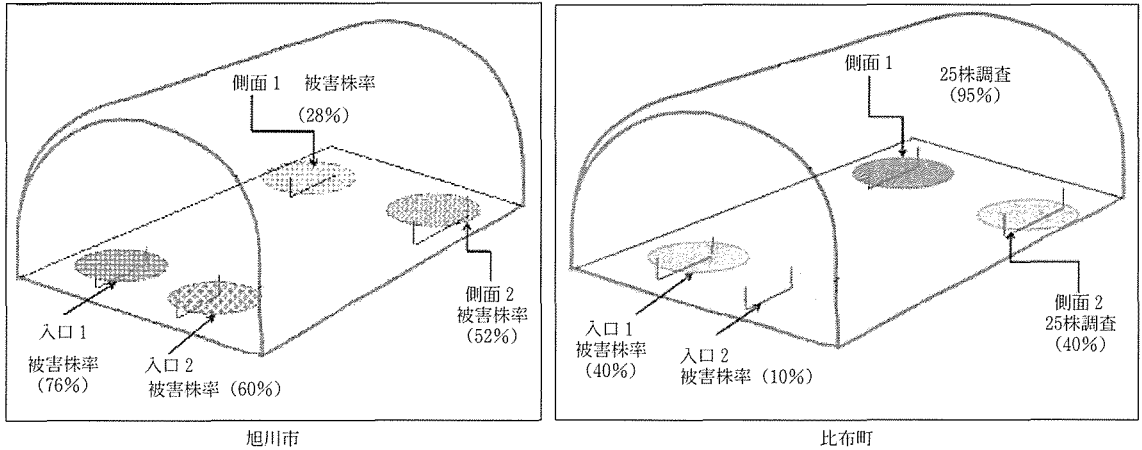 側面1 被害株率
(28%)
側面2
被害株率
(52%)
入口1
被害株率
(76%)
入口2
被害株率(60%)
旭川市
側面1
25株調査
(95%)
側面2
25株調査
(40%)
入口1
被害株率
(40%)
入口2
被害株率(10%)
比布町